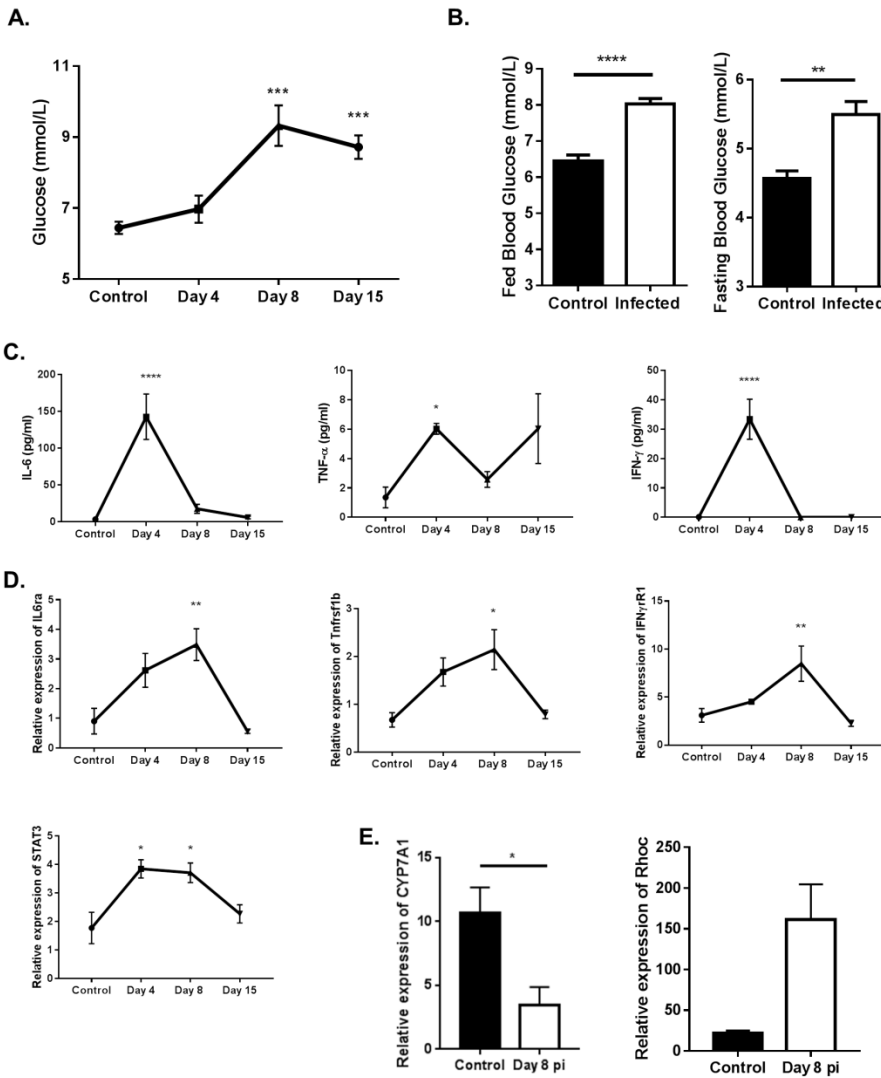 A.
Glucose (mmol/L)
9
7
5
***
***
Control Day 4 Day 8 Day 15
B.
Fed Blood Glucose (mmol/L)
9
8
7
6
5
4
3
****
Control Infected
Fasting Blood Glucose (mmol/L)
6
5
4
3
**
Control Infected
C.
IL-6 (pg/ml)
200
150
100
50
0
****
Control Day 4 Day 8 Day 15
TNF-α (pg/ml)
10
8
6
4
2
0
*
Control Day 4 Day 8 Day 15
IFN-γ (pg/ml)
50
40
30
20
10
0
****
Control Day 4 Day 8 Day 15
D.
Relative expression of IL6ra
5
4
3
2
1
0
**
Control Day 4 Day 8 Day 15
Relative expression of Tnfrsf1b
3
2
1
0
*
Control Day 4 Day 8 Day 15
Relative expression of IFNγrR1
15
10
5
0
**
Control Day 4 Day 8 Day 15
Relative expression of STAT3
5
4
3
2
1
0
*
*
Control Day 4 Day 8 Day 15
E.
Relative expression of CYP7A1
15
10
5
0
*
Control Day 8 pi
Relative expression of Rhoc
250
200
150
100
50
0
Control Day 8 pi